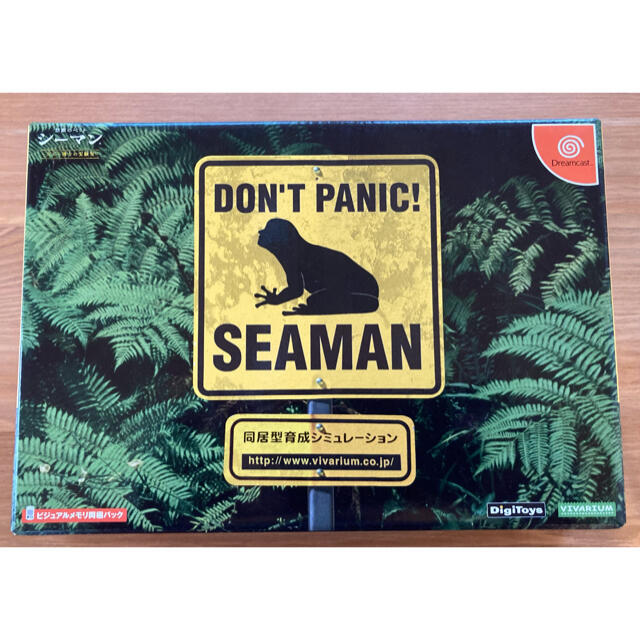 シーマン
Dreamcast
DON'T PANIC!
SEAMAN
同居型育成シミュレーション
http://www.vivarium.co.jp/
ビジュアルメモリ同梱パック
DigiToys
VIVARIUM